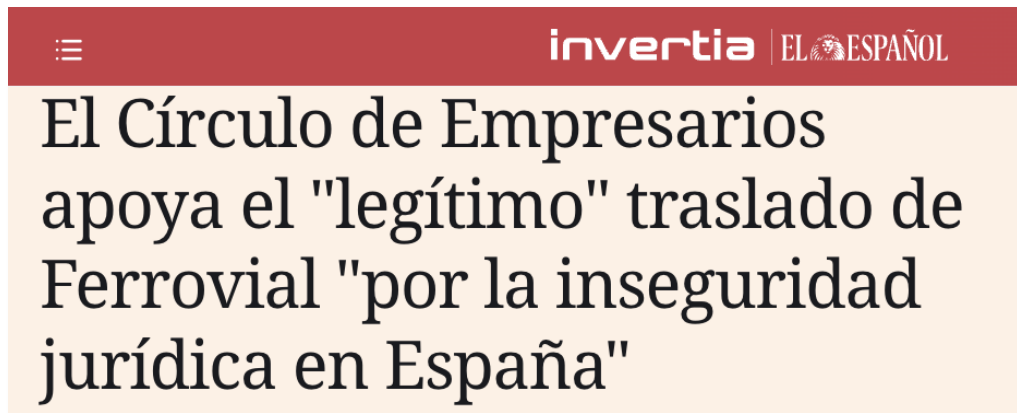 invertia | EL ESPAÑOL
El Círculo de Empresarios
apoya el "legítimo" traslado de
Ferrovial "por la inseguridad
jurídica en España"